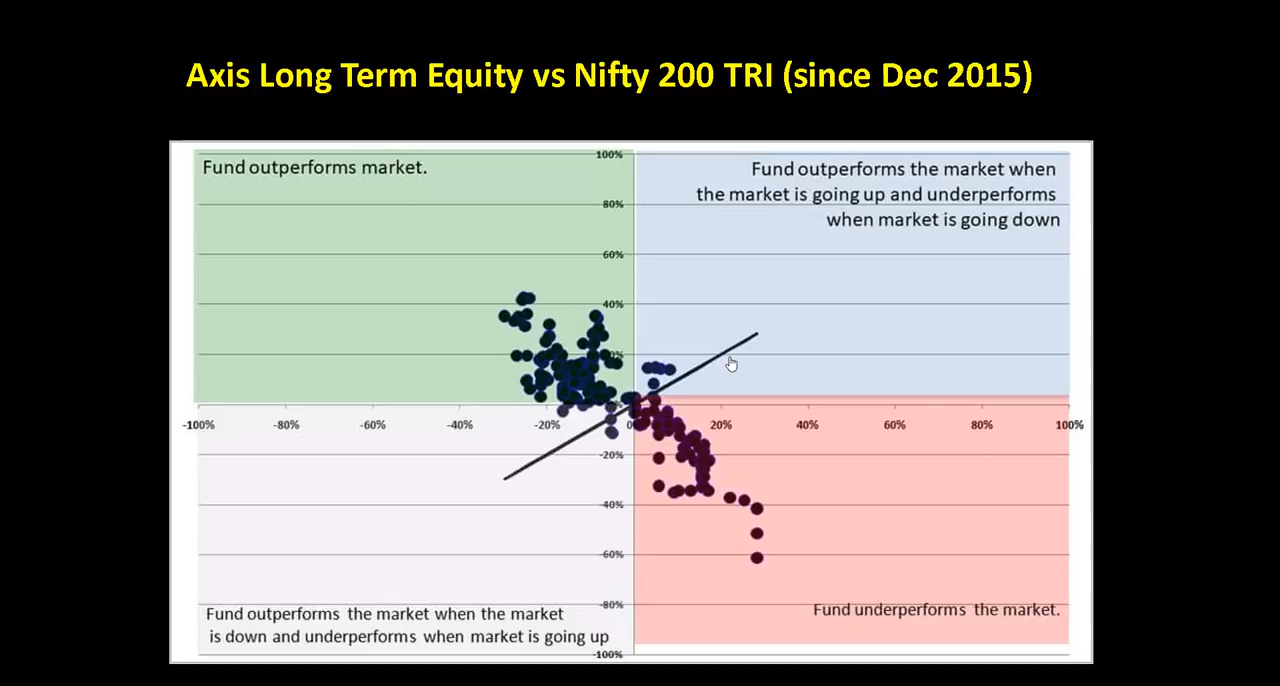 Axis Long Term Equity vs Nifty 200 TRI (since Dec 2015)
Fund outperforms market.
Fund outperforms the market when
the market is going up and underperforms
when market is going down
100%
80%
60%
40%
-100%
-80%
-60%
-40%
-20%
20%
40%
60%
80%
100%
-20%
-40%
-60%
-80%
-100%
Fund outperforms the market when the market
is down and underperforms when market is going up
Fund underperforms the market.